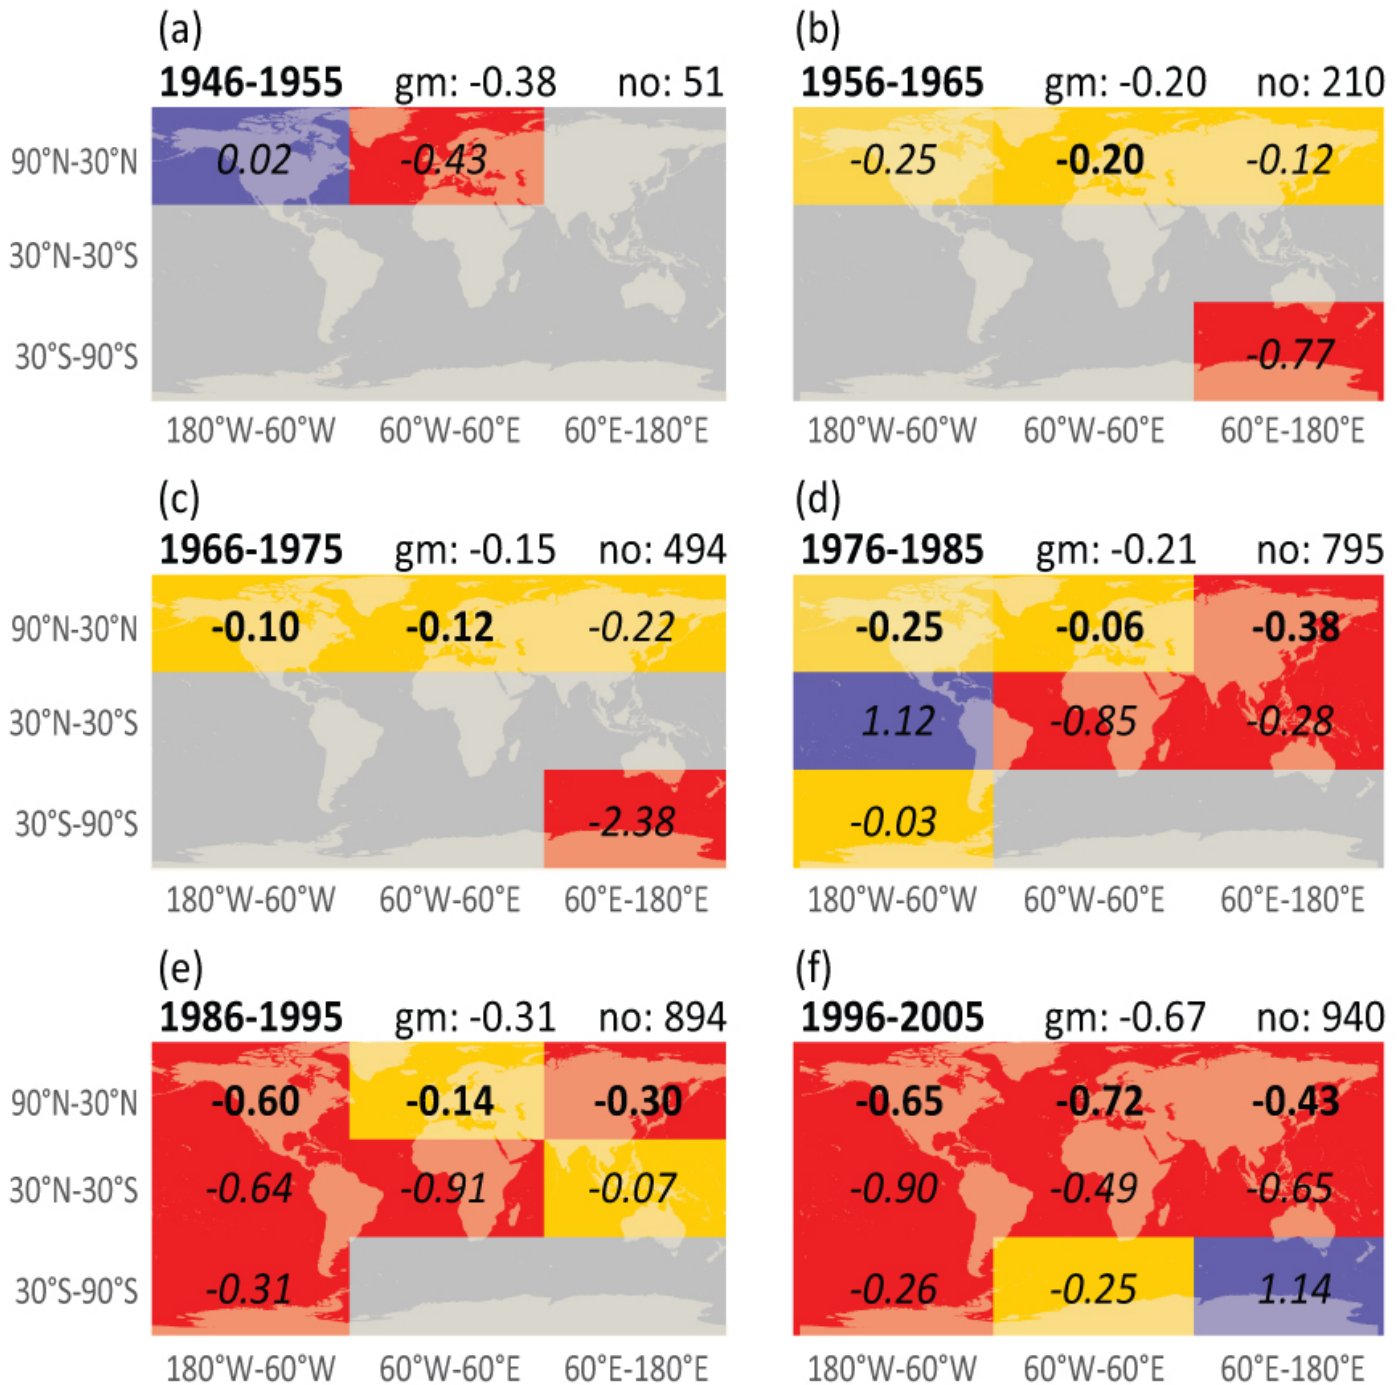 (a)
1946-1955 gm: -0.38 no: 51
90°N-30°N 0.02 -0.43
30°N-30°S
30°S-90°S
180°W-60°W 60°W-60°E 60°E-180°E
(b)
1956-1965 gm: -0.20 no: 210
-0.25 -0.20 -0.12
-0.77
180°W-60°W 60°W-60°E 60°E-180°E
(c)
1966-1975 gm: -0.15 no: 494
90°N-30°N -0.10 -0.12 -0.22
30°N-30°S
30°S-90°S -2.38
180°W-60°W 60°W-60°E 60°E-180°E
(d)
1976-1985 gm: -0.21 no: 795
-0.25 -0.06 -0.38
1.12 -0.85 -0.28
-0.03
180°W-60°W 60°W-60°E 60°E-180°E
(e)
1986-1995 gm: -0.31 no: 894
90°N-30°N -0.60 -0.14 -0.30
30°N-30°S -0.64 -0.91 -0.07
30°S-90°S -0.31
180°W-60°W 60°W-60°E 60°E-180°E
(f)
1996-2005 gm: -0.67 no: 940
-0.65 -0.72 -0.43
-0.90 -0.49 -0.65
-0.26 -0.25 1.14
180°W-60°W 60°W-60°E 60°E-180°E